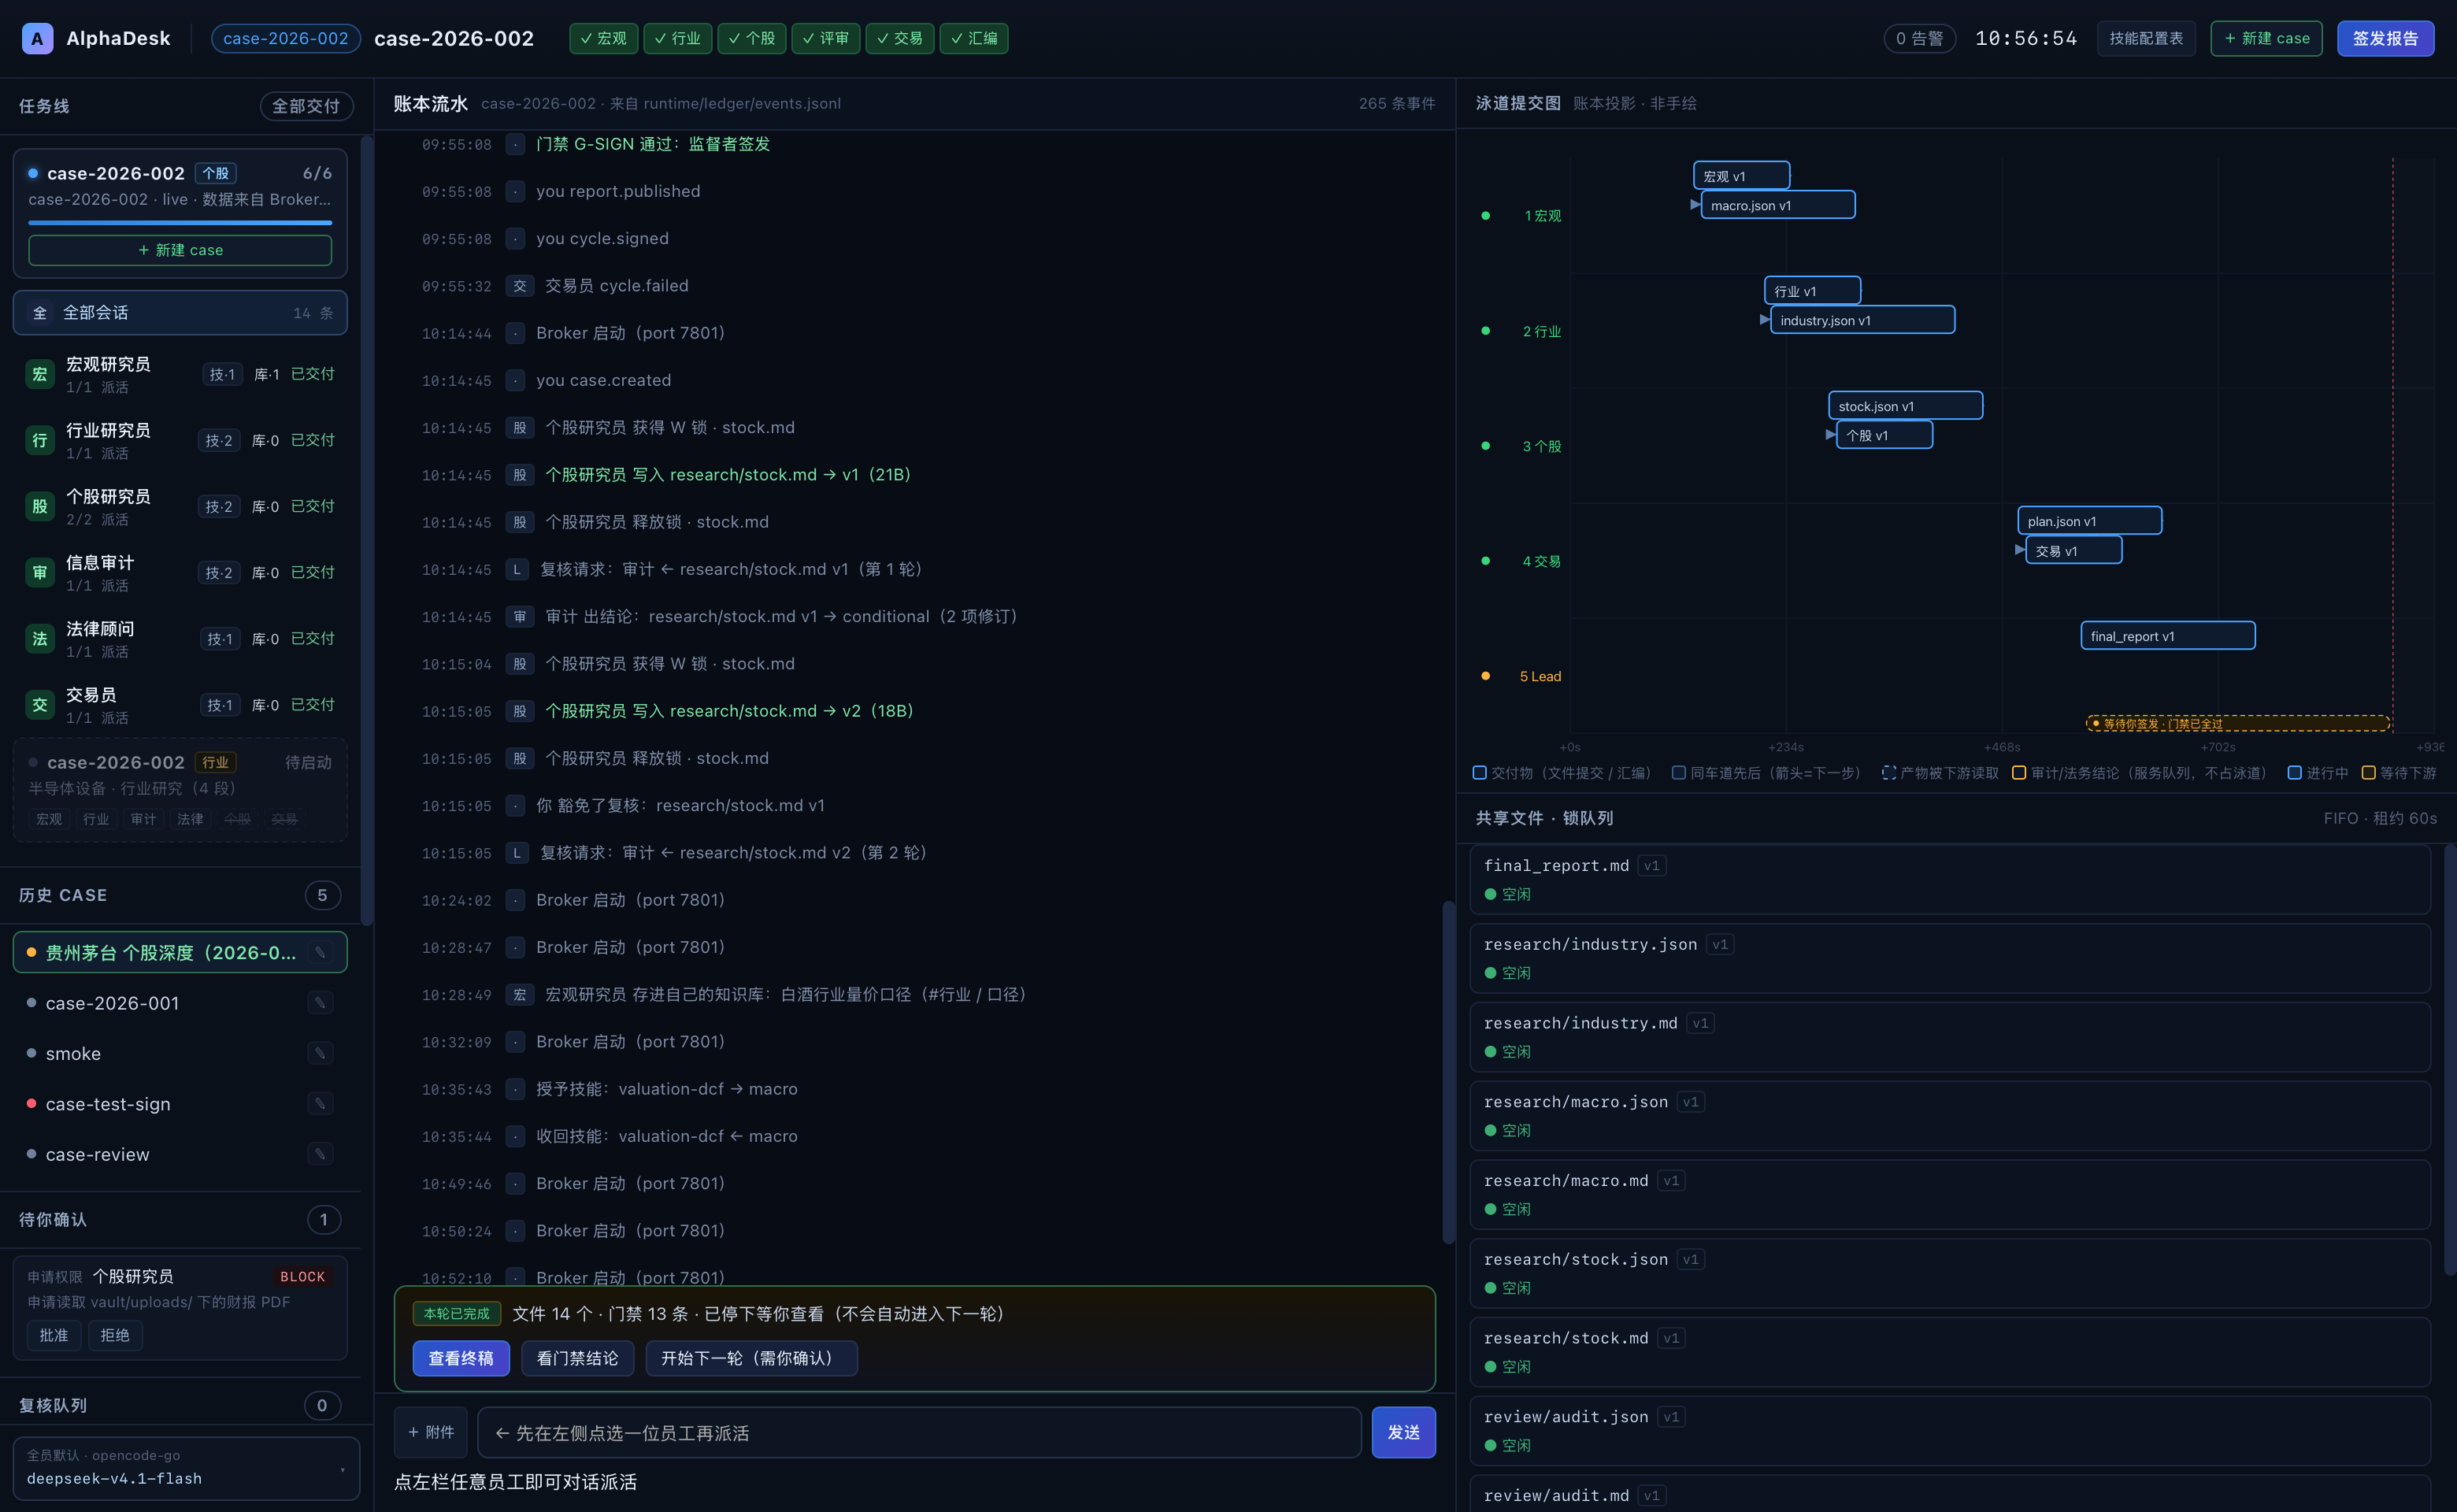 A AlphaDesk case-2026-002 case-2026-002 ✓ 宏观 ✓ 行业 ✓ 个股 ✓ 评审 ✓ 交易 ✓ 汇编 0 告警 10:56:54 技能配置表 + 新建 case 签发报告
任务线 全部交付
case-2026-002 个股 6/6
case-2026-002 · live · 数据来自 Broker...
+ 新建 case
全 全部会话 14 条
宏 宏观研究员 技·1 库·1 已交付
1/1 派活
行 行业研究员 技·2 库·0 已交付
1/1 派活
股 个股研究员 技·2 库·0 已交付
2/2 派活
审 信息审计 技·2 库·0 已交付
1/1 派活
法 法律顾问 技·1 库·0 已交付
1/1 派活
交 交易员 技·1 库·0 已交付
1/1 派活
case-2026-002 行业 待启动
半导体设备 · 行业研究（4 段）
宏观 行业 审计 法律 个股 交易
历史 CASE 5
贵州茅台 个股深度（2026-0... ✎
case-2026-001 ✎
smoke ✎
case-test-sign ✎
case-review ✎
待你确认 1
申请权限 个股研究员 BLOCK
申请读取 vault/uploads/ 下的财报 PDF
批准 拒绝
复核队列 0
全员默认 · opencode-go
deepseek-v4.1-flash
账本流水 case-2026-002 · 来自 runtime/ledger/events.jsonl 265 条事件
09:55:08 · 门禁 G-SIGN 通过：监督者签发
09:55:08 · you report.published
09:55:08 · you cycle.signed
09:55:32 交 交易员 cycle.failed
10:14:44 · Broker 启动（port 7801）
10:14:45 · you case.created
10:14:45 股 个股研究员 获得 W 锁 · stock.md
10:14:45 股 个股研究员 写入 research/stock.md → v1（21B）
10:14:45 股 个股研究员 释放锁 · stock.md
10:14:45 L 复核请求：审计 ← research/stock.md v1（第 1 轮）
10:14:45 审 审计 出结论：research/stock.md v1 → conditional（2 项修订）
10:15:04 股 个股研究员 获得 W 锁 · stock.md
10:15:05 股 个股研究员 写入 research/stock.md → v2（18B）
10:15:05 股 个股研究员 释放锁 · stock.md
10:15:05 · 你 豁免了复核：research/stock.md v1
10:15:05 L 复核请求：审计 ← research/stock.md v2（第 2 轮）
10:24:02 · Broker 启动（port 7801）
10:28:47 · Broker 启动（port 7801）
10:28:49 宏 宏观研究员 存进自己的知识库：白酒行业量价口径（#行业 / 口径）
10:32:09 · Broker 启动（port 7801）
10:35:43 · 授予技能：valuation-dcf → macro
10:35:44 · 收回技能：valuation-dcf ← macro
10:49:46 · Broker 启动（port 7801）
10:50:24 · Broker 启动（port 7801）
10:52:10 · Broker 启动（port 7801）
本轮已完成 文件 14 个 · 门禁 13 条 · 已停下等你查看（不会自动进入下一轮）
查看终稿 看门禁结论 开始下一轮（需你确认）
+ 附件 ← 先在左侧点选一位员工再派活 发送
点左栏任意员工即可对话派活
泳道提交图 账本投影 · 非手绘
宏观 v1
macro.json v1
1 宏观
行业 v1
industry.json v1
2 行业
stock.json v1
个股 v1
3 个股
plan.json v1
交易 v1
4 交易
final_report v1
5 Lead
等待你签发 · 门禁已全过
+0s +234s +468s +702s +936
交付物（文件提交 / 汇编） 同车道先后（箭头=下一步） 产物被下游读取 审计/法务结论（服务队列，不占泳道） 进行中 等待下游
共享文件 · 锁队列 FIFO · 租约 60s
final_report.md v1
空闲
research/industry.json v1
空闲
research/industry.md v1
空闲
research/macro.json v1
空闲
research/macro.md v1
空闲
research/stock.json v1
空闲
research/stock.md v1
空闲
review/audit.json v1
空闲
review/audit.md v1